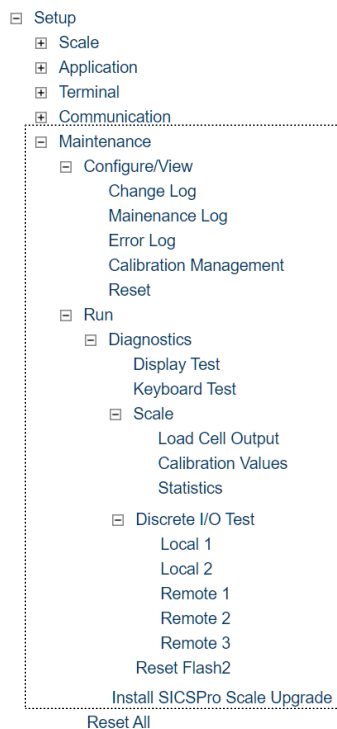 Setup
Scale
Application
Terminal
Communication
Maintenance
Configure/View
Change Log
Mainenance Log
Error Log
Calibration Management
Reset
Run
Diagnostics
Display Test
Keyboard Test
Scale
Load Cell Output
Calibration Values
Statistics
Discrete I/O Test
Local 1
Local 2
Remote 1
Remote 2
Remote 3
Reset Flash2
Install SICSPro Scale Upgrade
Reset All